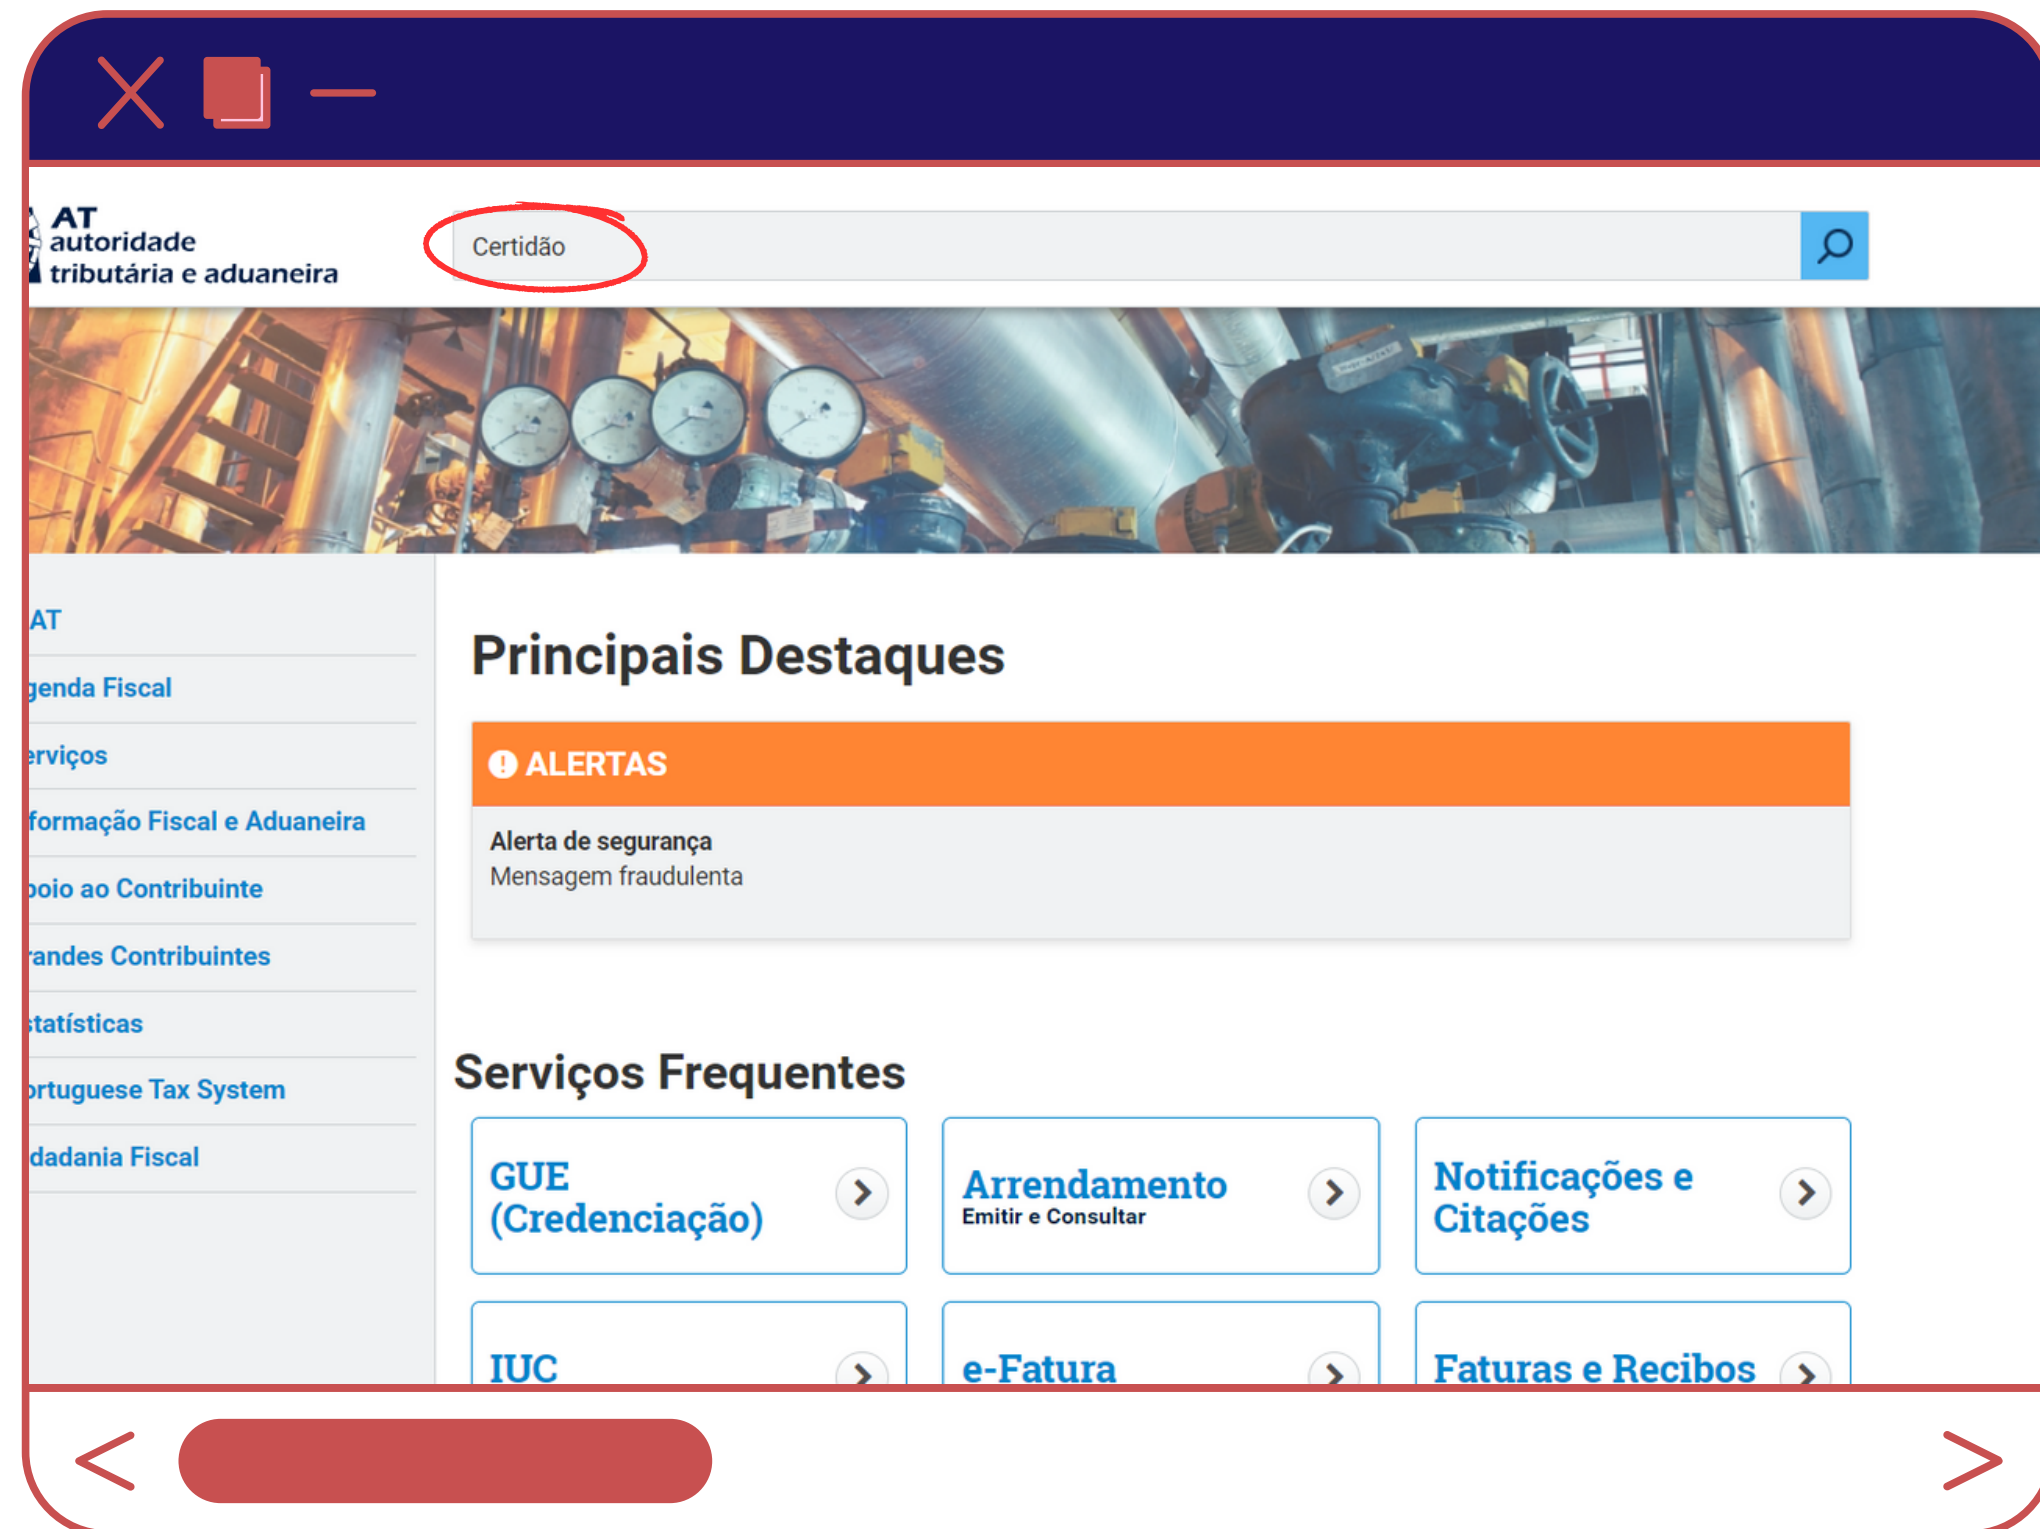 AT
autoridade
tributária e aduaneira
Certidão
AT
genda Fiscal
erviços
formação Fiscal e Aduaneira
poio ao Contribuinte
randes Contribuintes
statísticas
ortuguese Tax System
dadania Fiscal
Principais Destaques
ALERTAS
Alerta de segurança
Mensagem fraudulenta
Serviços Frequentes
GUE
(Credenciação)
Arrendamento
Emitir e Consultar
Notificações e
Citações
IUC
e-Fatura
Faturas e Recibos